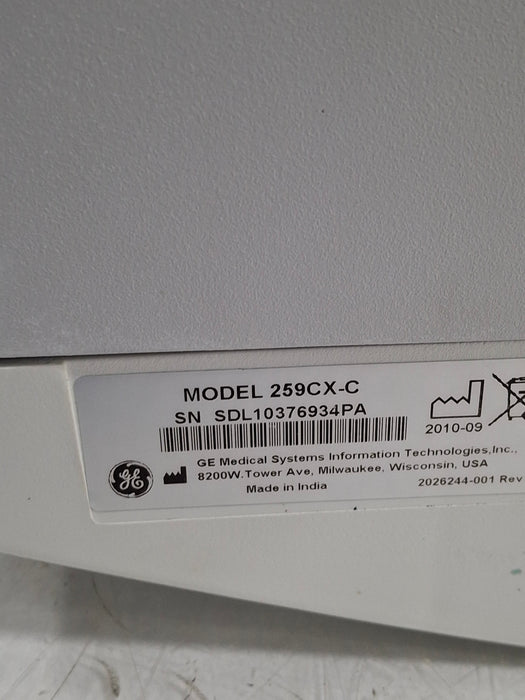 MODEL 259CX-C
SN SDL10376934PA
2010-09
GE
GE Medical Systems Information Technologies,Inc.,
8200W.Tower Ave, Milwaukee, Wisconsin, USA
Made in India
2026244-001 Rev